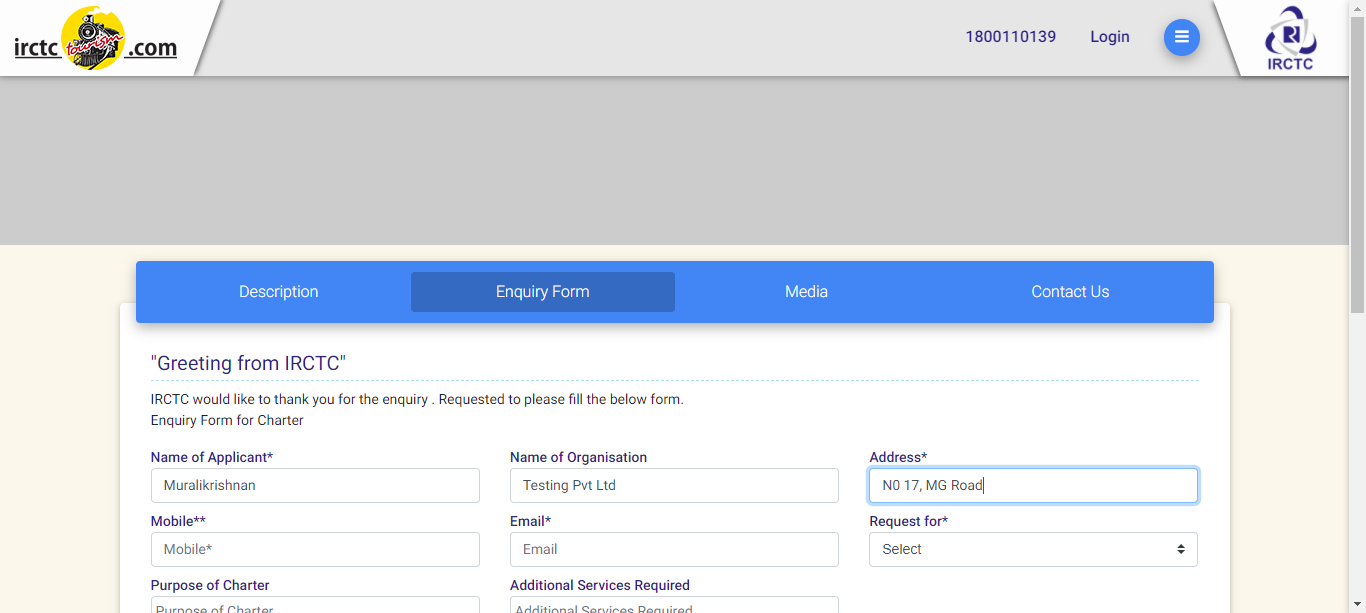 irctc tourism .com
1800110139 Login
IRCTC
Description Enquiry Form Media Contact Us
"Greeting from IRCTC"
IRCTC would like to thank you for the enquiry . Requested to please fill the below form.
Enquiry Form for Charter
Name of Applicant* Name of Organisation Address*
Muralikrishnan Testing Pvt Ltd N0 17, MG Road
Mobile** Email* Request for*
Mobile* Email Select
Purpose of Charter Additional Services Required
Purpose of Charter Additional Services Required